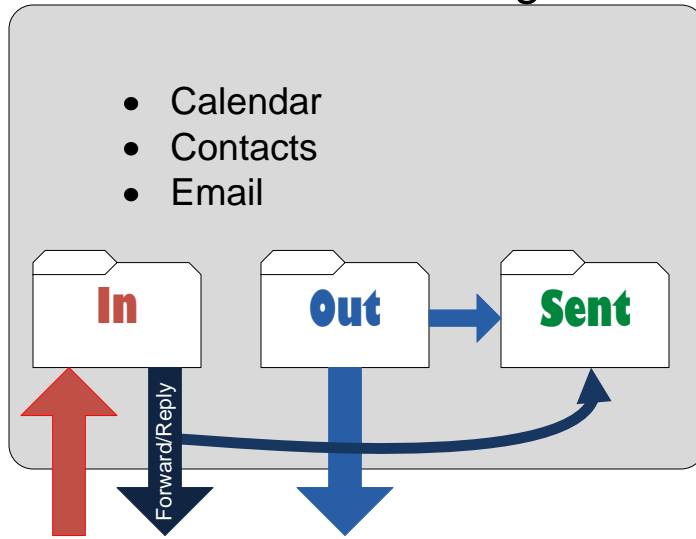 • Calendar
• Contacts
• Email
In
Out
Sent
Forward/Reply